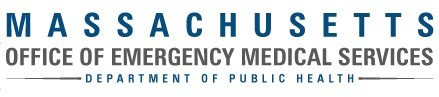 MASSACHUSETTS
OFFICE OF EMERGENCY MEDICAL SERVICES
DEPARTMENT OF PUBLIC HEALTH